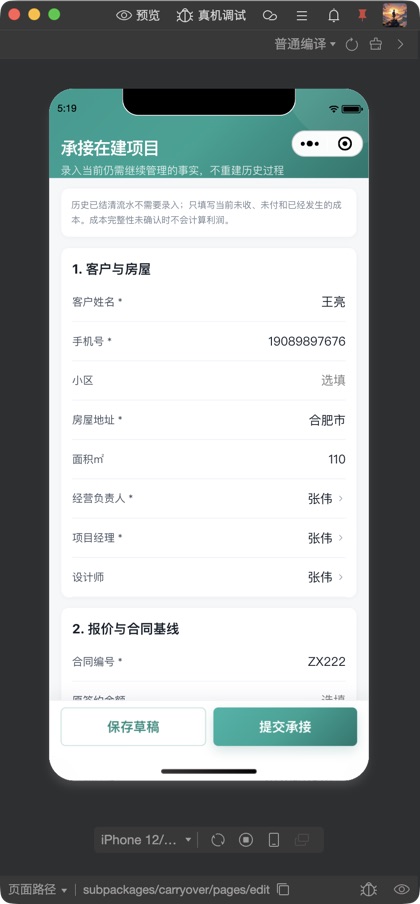 预览
真机调试
普通编译
5:19
承接在建项目
录入当前仍需继续管理的事实，不重建历史过程
历史已结清流水不需要录入；只填写当前未收、未付和已经发生的成
本。成本完整性未确认时不会计算利润。
1. 客户与房屋
客户姓名 * 王亮
手机号 * 19089897676
小区 选填
房屋地址 * 合肥市
面积㎡ 110
经营负责人 * 张伟
项目经理 * 张伟
设计师 张伟
2. 报价与合同基线
合同编号 * ZX222
原签约金额 选填
保存草稿 提交承接
iPhone 12/...
页面路径 subpackages/carryover/pages/edit